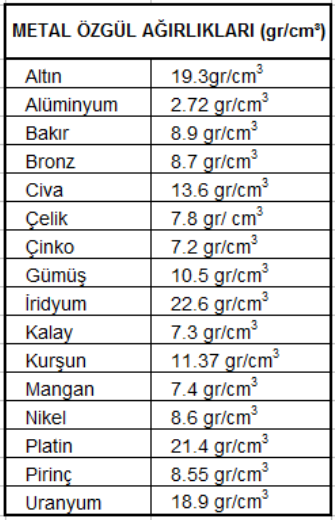 METAL ÖZGÜL AĞIRLIKLARI (gr/cm³)
Altın 19.3gr/cm³
Alüminyum 2.72 gr/cm³
Bakır 8.9 gr/cm³
Bronz 8.7 gr/cm³
Civa 13.6 gr/cm³
Çelik 7.8 gr/ cm³
Çinko 7.2 gr/cm³
Gümüş 10.5 gr/cm³
İridyum 22.6 gr/cm³
Kalay 7.3 gr/cm³
Kurşun 11.37 gr/cm³
Mangan 7.4 gr/cm³
Nikel 8.6 gr/cm³
Platin 21.4 gr/cm³
Pirinç 8.55 gr/cm³
Uranyum 18.9 gr/cm³